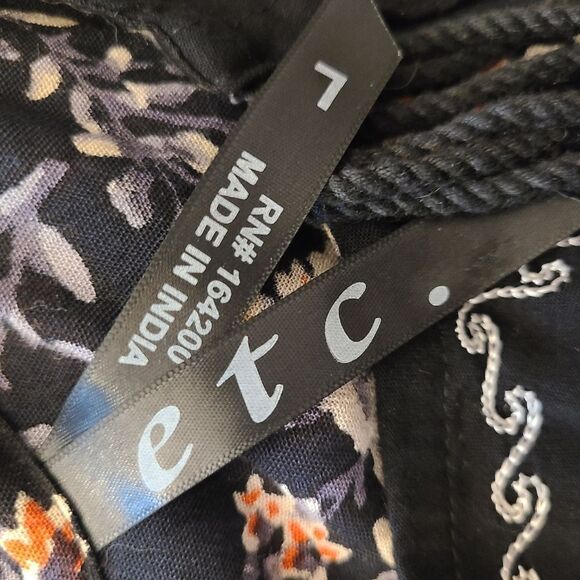 L
RN# 164200
MADE IN INDIA
etc.